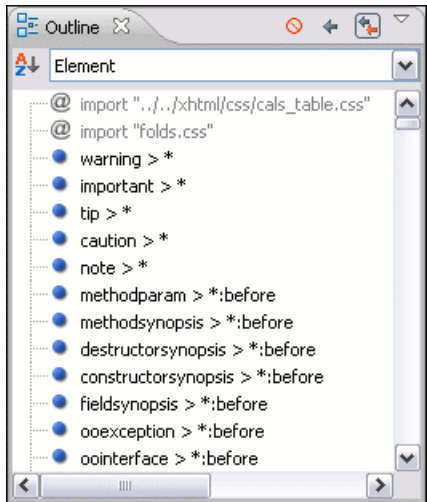 Outline
Element
@ import "../../xhtml/css/cals_table.css"
@ import "folds.css"
warning > *
important > *
tip > *
caution > *
note > *
methodparam > *:before
methodsynopsis > *:before
destructorsynopsis > *:before
constructorsynopsis > *:before
fieldsynopsis > *:before
ooexception > *:before
oointerface > *:before